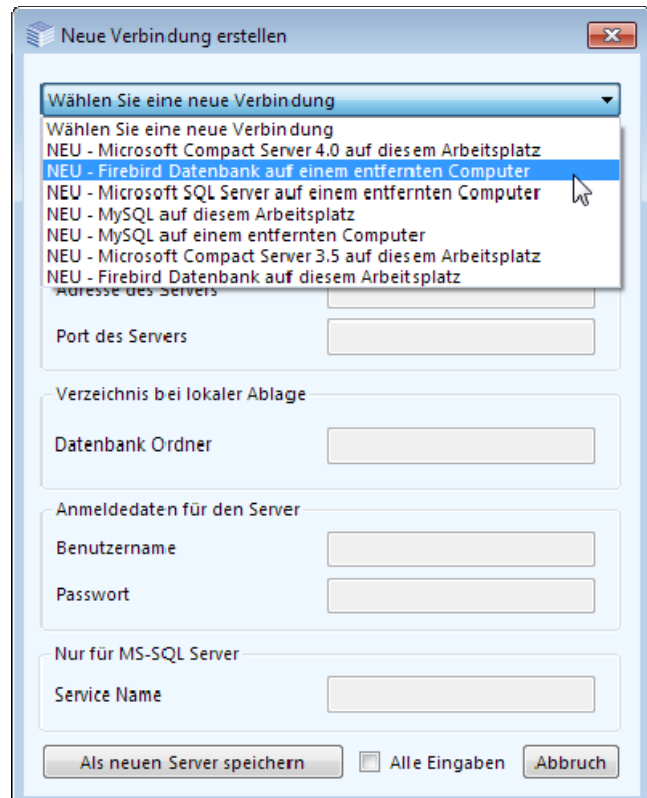 Neue Verbindung erstellen
Wählen Sie eine neue Verbindung
Wählen Sie eine neue Verbindung
NEU - Microsoft Compact Server 4.0 auf diesem Arbeitsplatz
NEU - Firebird Datenbank auf einem entfernten Computer
NEU - Microsoft SQL Server auf einem entfernten Computer
NEU - MySQL auf diesem Arbeitsplatz
NEU - MySQL auf einem entfernten Computer
NEU - Microsoft Compact Server 3.5 auf diesem Arbeitsplatz
NEU - Firebird Datenbank auf diesem Arbeitsplatz
Adresse des Servers
Port des Servers
Verzeichnis bei lokaler Ablage
Datenbank Ordner
Anmeldedaten für den Server
Benutzername
Passwort
Nur für MS-SQL Server
Service Name
Als neuen Server speichern
Alle Eingaben
Abbruch